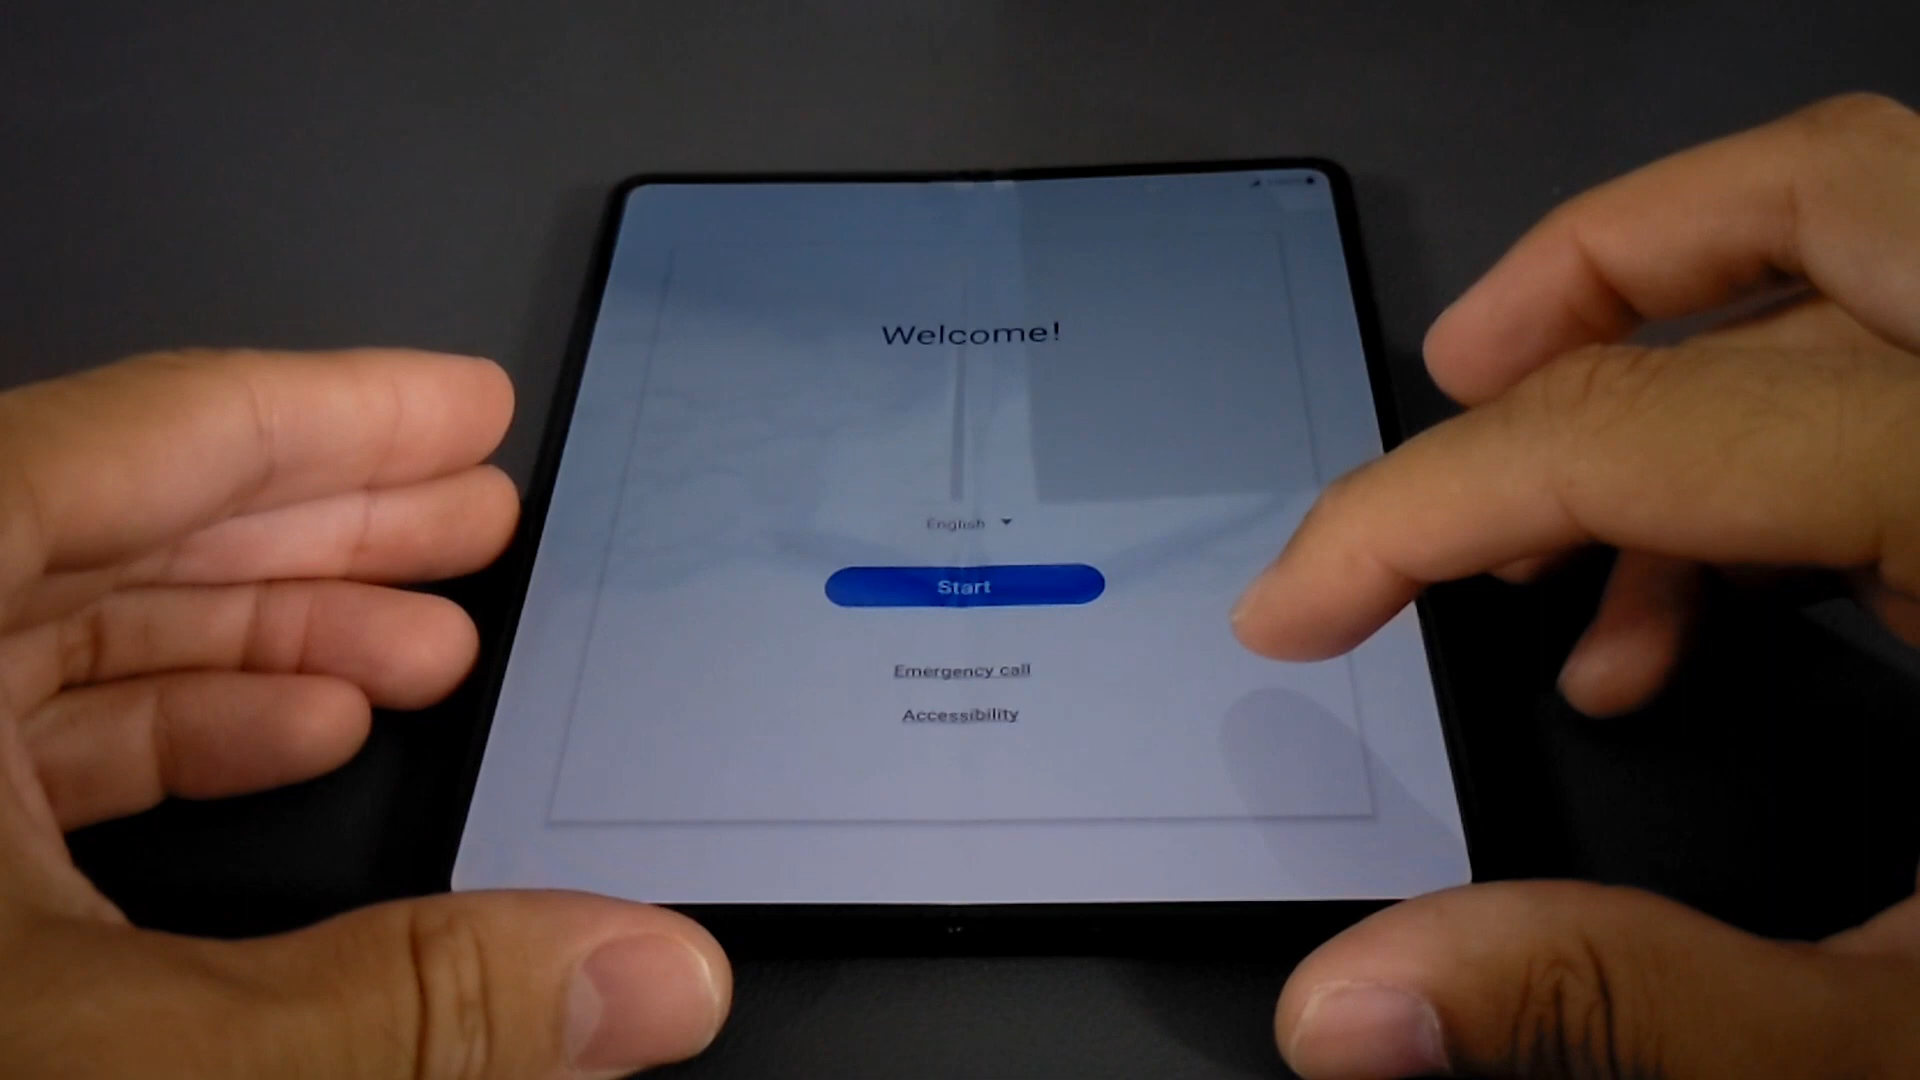 Welcome!
English
Start
Emergency call
Accessibility